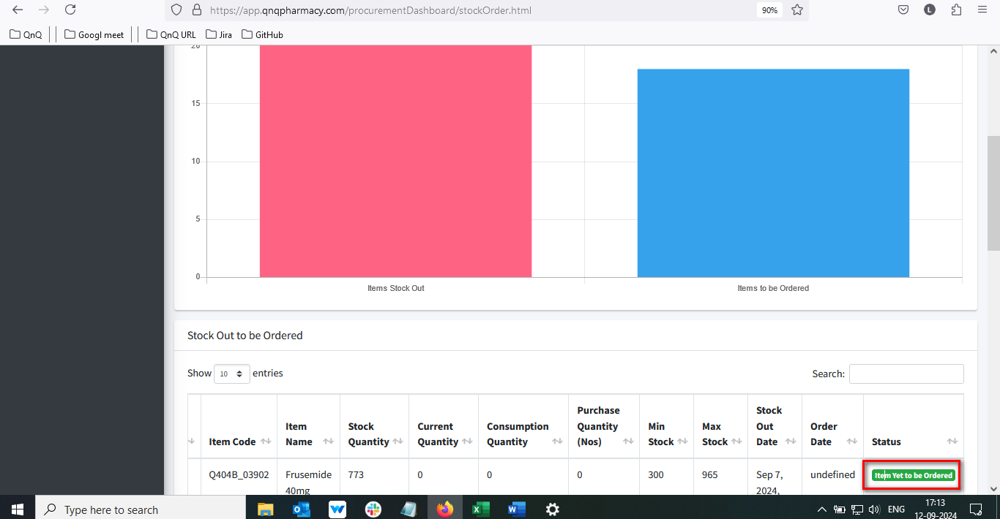 https://app.qnqpharmacy.com/procurementDashboard/stockOrder.html
90%
L
QnQ
Googl meet
QnQ URL
Jira
GitHub
20
15
10
5
0
Items Stock Out
Items to be Ordered
Stock Out to be Ordered
Show 10 entries
Search:
Item Code
Item Name
Stock Quantity
Current Quantity
Consumption Quantity
Purchase Quantity (Nos)
Min Stock
Max Stock
Stock Out Date
Order Date
Status
Q404B_03902
Frusemide
40mg
773
0
0
0
300
965
Sep 7,
2024,
undefined
Item Yet to be Ordered
Type here to search
ENG
17:13
12-09-2024